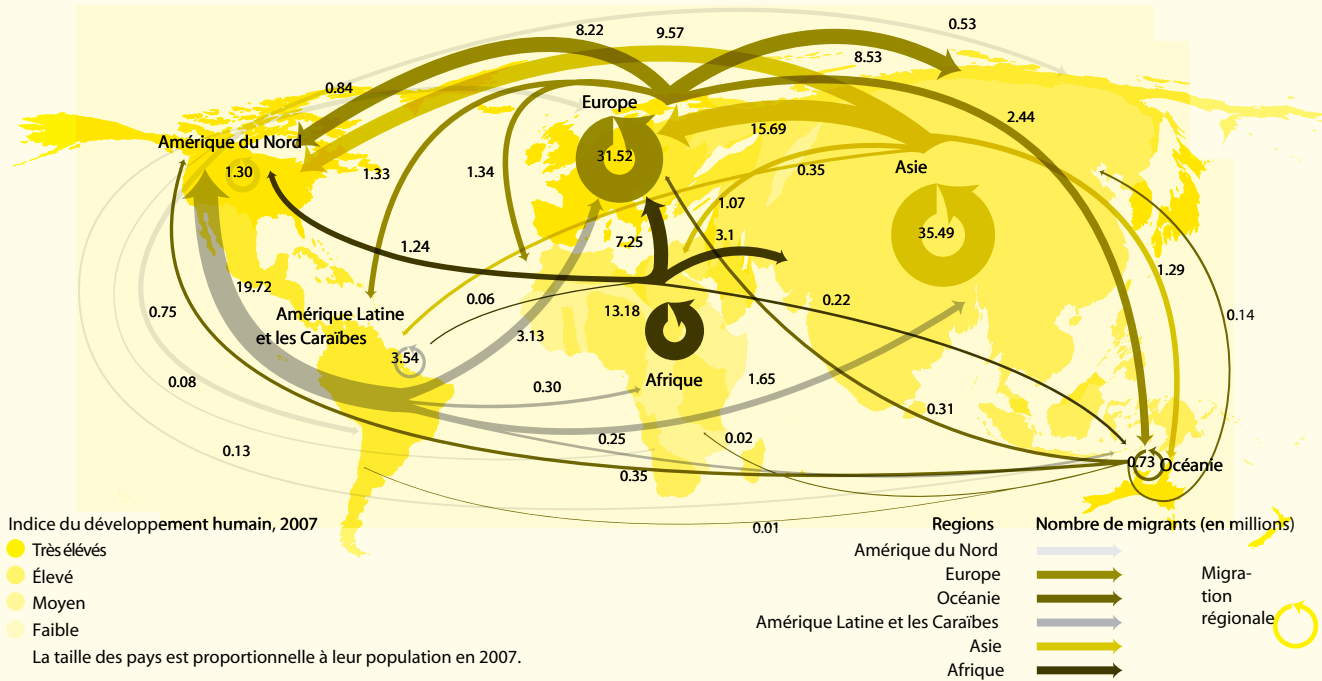 8.22
9.57
0.53
8.53
0.84
Europe
2.44
15.69
Amérique du Nord
31.52
Asie
1.30
1.33
1.34
0.35
1.07
7.25
3.1
35.49
1.24
1.29
19.72
0.06
0.22
0.75
Amérique Latine
et les Caraïbes
13.18
0.14
3.13
3.54
Afrique
0.08
0.30
1.65
0.31
0.25
0.02
0.13
0.35
0.73
Océanie
0.01
Indice du développement humain, 2007
Très élévés
Élevé
Moyen
Faible
La taille des pays est proportionnelle à leur population en 2007.
Regions
Nombre de migrants (en millions)
Amérique du Nord
Europe
Océanie
Amérique Latine et les Caraïbes
Asie
Afrique
Migra-
tion
régionale